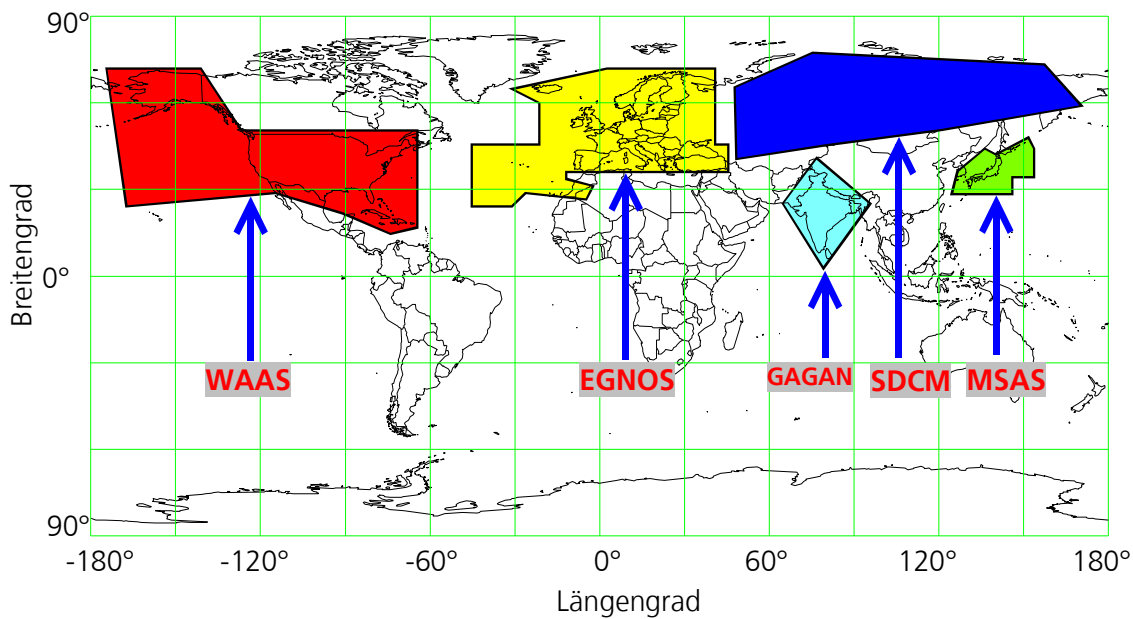 90°
Breitengrad
0°
WAAS
EGNOS
GAGAN
SDCM
MSAS
90°
-180°
-120°
-60°
0°
60°
120°
180°
Längengrad